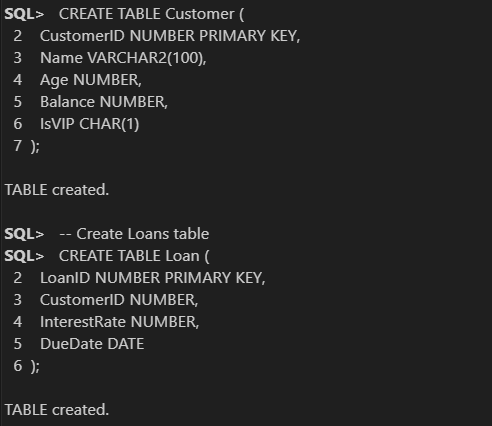 SQL> CREATE TABLE Customer (
2 CustomerID NUMBER PRIMARY KEY,
3 Name VARCHAR2(100),
4 Age NUMBER,
5 Balance NUMBER,
6 IsVIP CHAR(1)
7 );
TABLE created.
SQL> -- Create Loans table
SQL> CREATE TABLE Loan (
2 LoanID NUMBER PRIMARY KEY,
3 CustomerID NUMBER,
4 InterestRate NUMBER,
5 DueDate DATE
6 );
TABLE created.